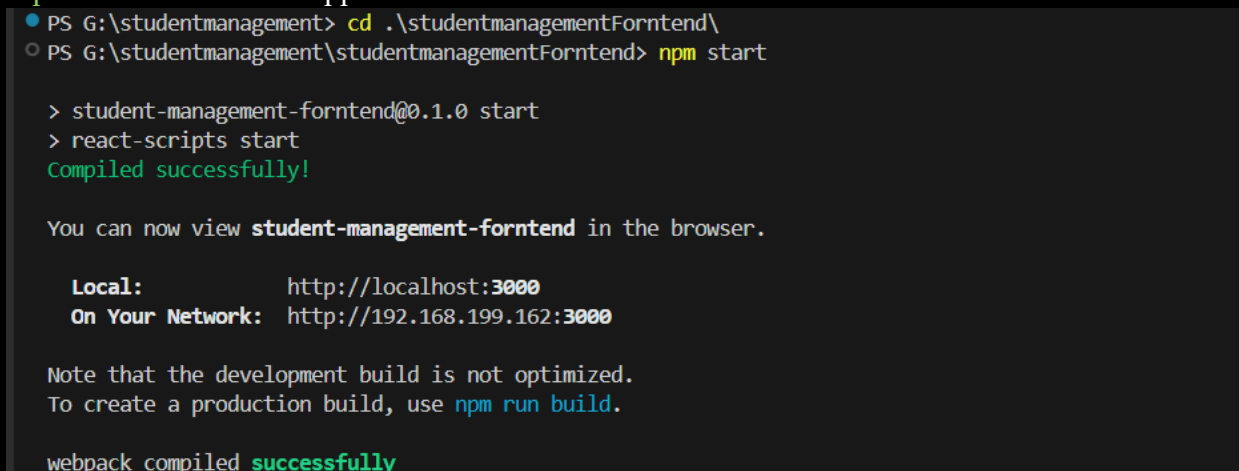 PS G:\studentmanagement> cd .\studentmanagementForntend\
PS G:\studentmanagement\studentmanagementForntend> npm start
> student-management-forntend@0.1.0 start
> react-scripts start
Compiled successfully!
You can now view student-management-forntend in the browser.
Local: http://localhost:3000
On Your Network: http://192.168.199.162:3000
Note that the development build is not optimized.
To create a production build, use npm run build.
webpack compiled successfully